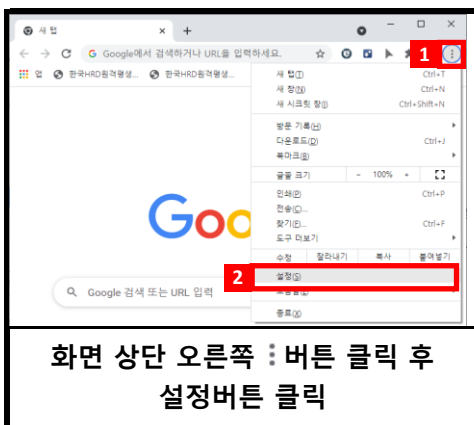 새 탭
Google에서 검색하거나 URL을 입력하세요.
1
앱 한국HRD원격평생... 한국HRD원격평생...
새 탭(T) Ctrl+T
새 창(N) Ctrl+N
새 시크릿 창(I) Ctrl+Shift+N
방문 기록(H)
다운로드(D) Ctrl+J
북마크(B)
글꼴 크기 - 100% +
인쇄(P) Ctrl+P
전송(C)...
찾기(F)... Ctrl+F
도구 더보기
수정 잘라내기 복사 붙여넣기
2 설정(S)
종료(X)
Goo
Google 검색 또는 URL 입력
화면 상단 오른쪽 ⋮ 버튼 클릭 후
설정버튼 클릭